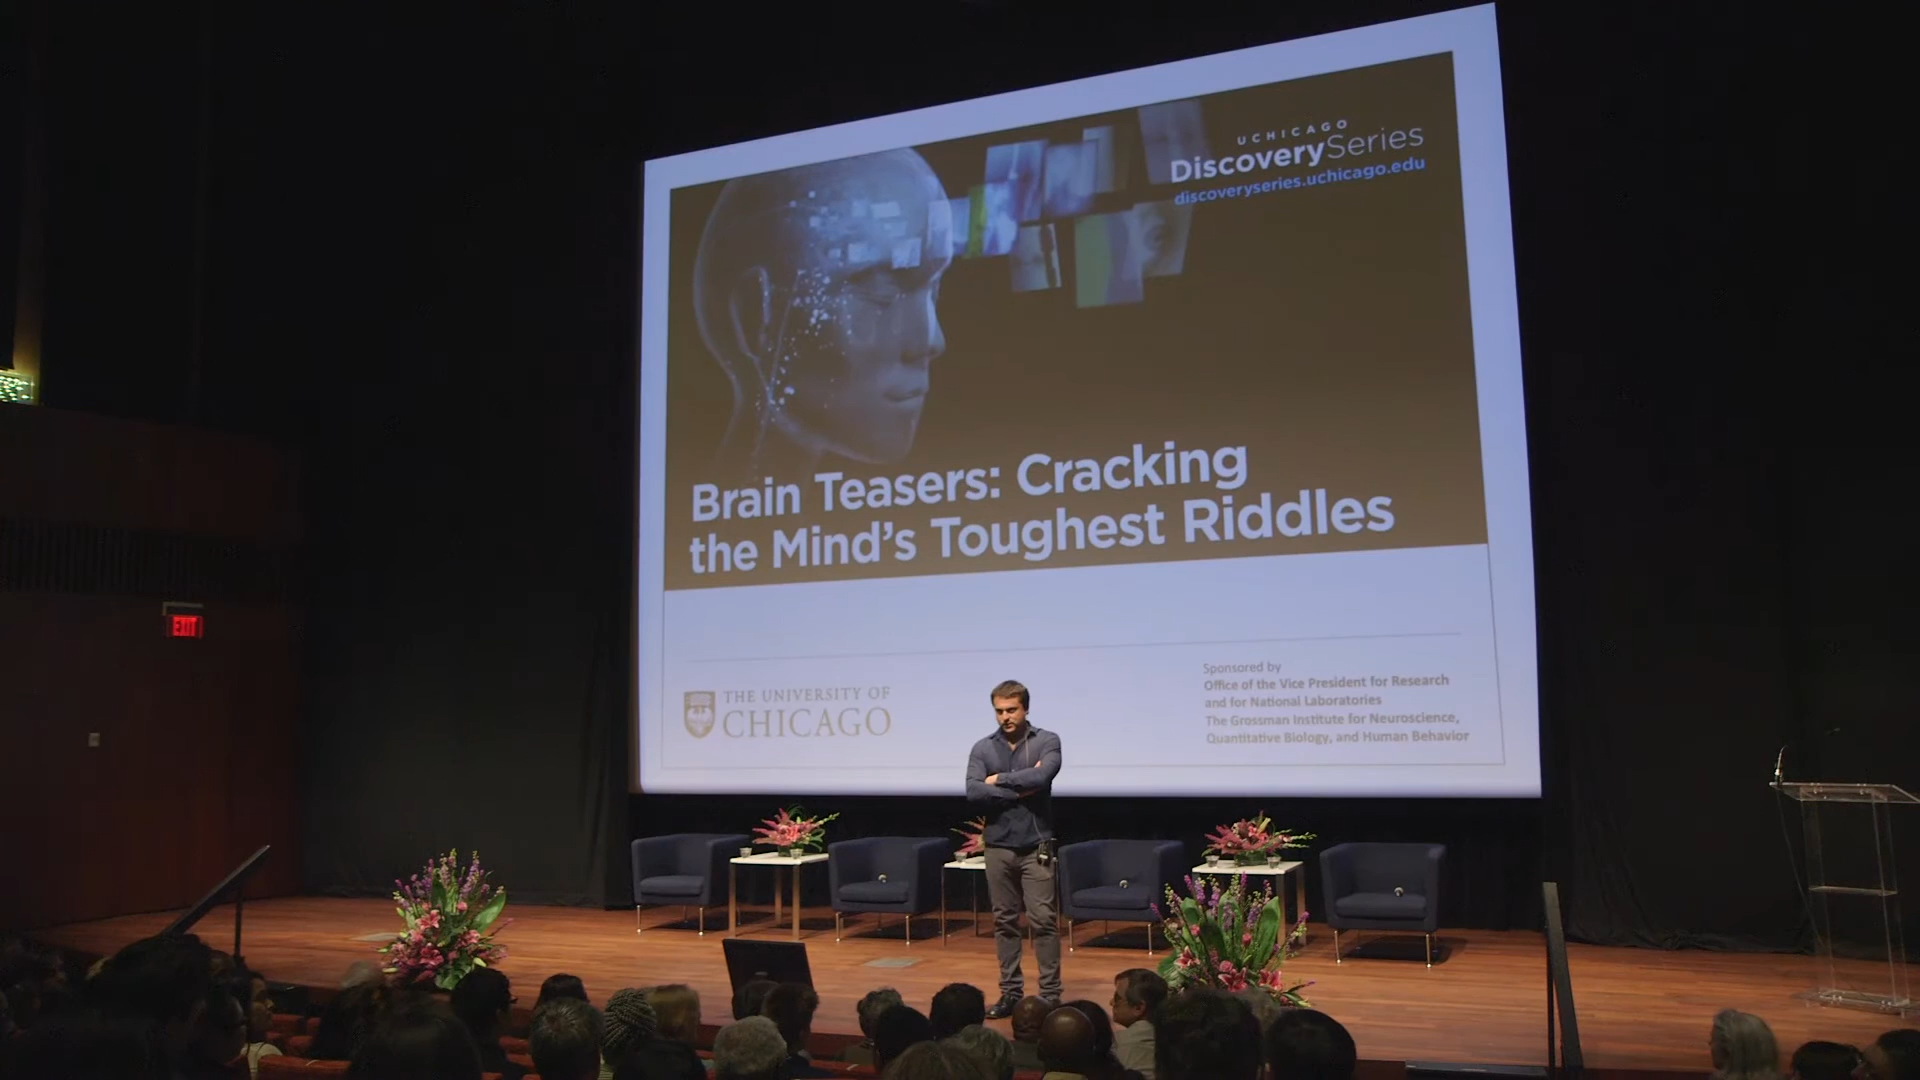 UCHICAGO
DiscoverySeries
discoveryseries.uchicago.edu
Brain Teasers: Cracking
the Mind's Toughest Riddles
THE UNIVERSITY OF
CHICAGO
Sponsored by
Office of the Vice President for Research
and for National Laboratories
The Grossman Institute for Neuroscience,
Quantitative Biology, and Human Behavior
EXIT